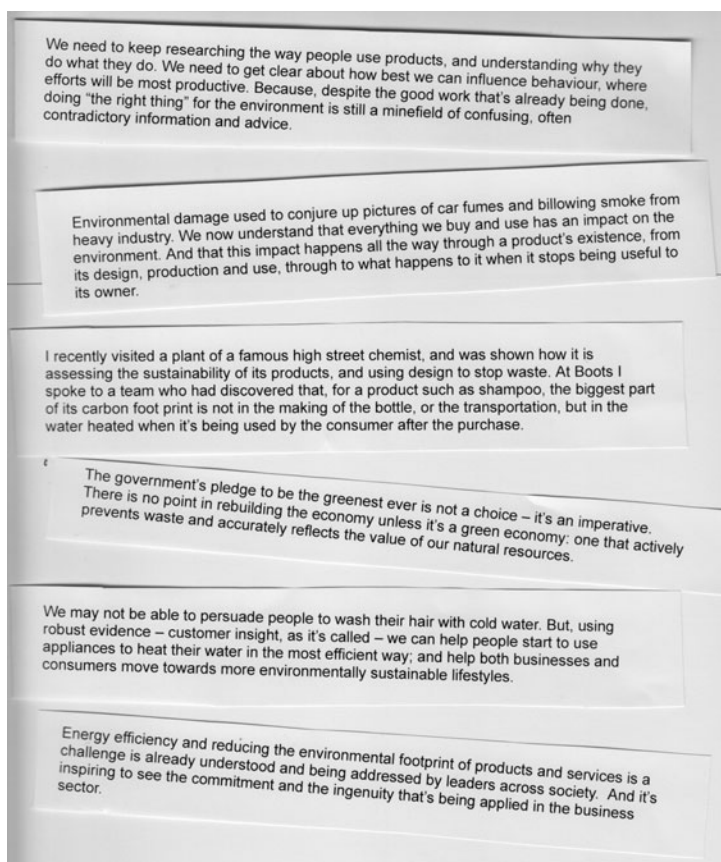 We need to keep researching the way people use products, and understanding why they
do what they do. We need to get clear about how best we can influence behaviour, where
efforts will be most productive. Because, despite the good work that's already being done,
doing "the right thing" for the environment is still a minefield of confusing, often
contradictory information and advice.
Environmental damage used to conjure up pictures of car fumes and billowing smoke from
heavy industry. We now understand that everything we buy and use has an impact on the
environment. And that this impact happens all the way through a product's existence, from
its design, production and use, through to what happens to it when it stops being useful to
its owner.
I recently visited a plant of a famous high street chemist, and was shown how it is
assessing the sustainability of its products, and using design to stop waste. At Boots I
spoke to a team who had discovered that, for a product such as shampoo, the biggest part
of its carbon foot print is not in the making of the bottle, or the transportation, but in the
water heated when it's being used by the consumer after the purchase.
The government's pledge to be the greenest ever is not a choice – it's an imperative.
There is no point in rebuilding the economy unless it's a green economy: one that actively
prevents waste and accurately reflects the value of our natural resources.
We may not be able to persuade people to wash their hair with cold water. But, using
robust evidence – customer insight, as it's called – we can help people start to use
appliances to heat their water in the most efficient way; and help both businesses and
consumers move towards more environmentally sustainable lifestyles.
Energy efficiency and reducing the environmental footprint of products and services is a
challenge is already understood and being addressed by leaders across society. And it's
inspiring to see the commitment and the ingenuity that's being applied in the business
sector.